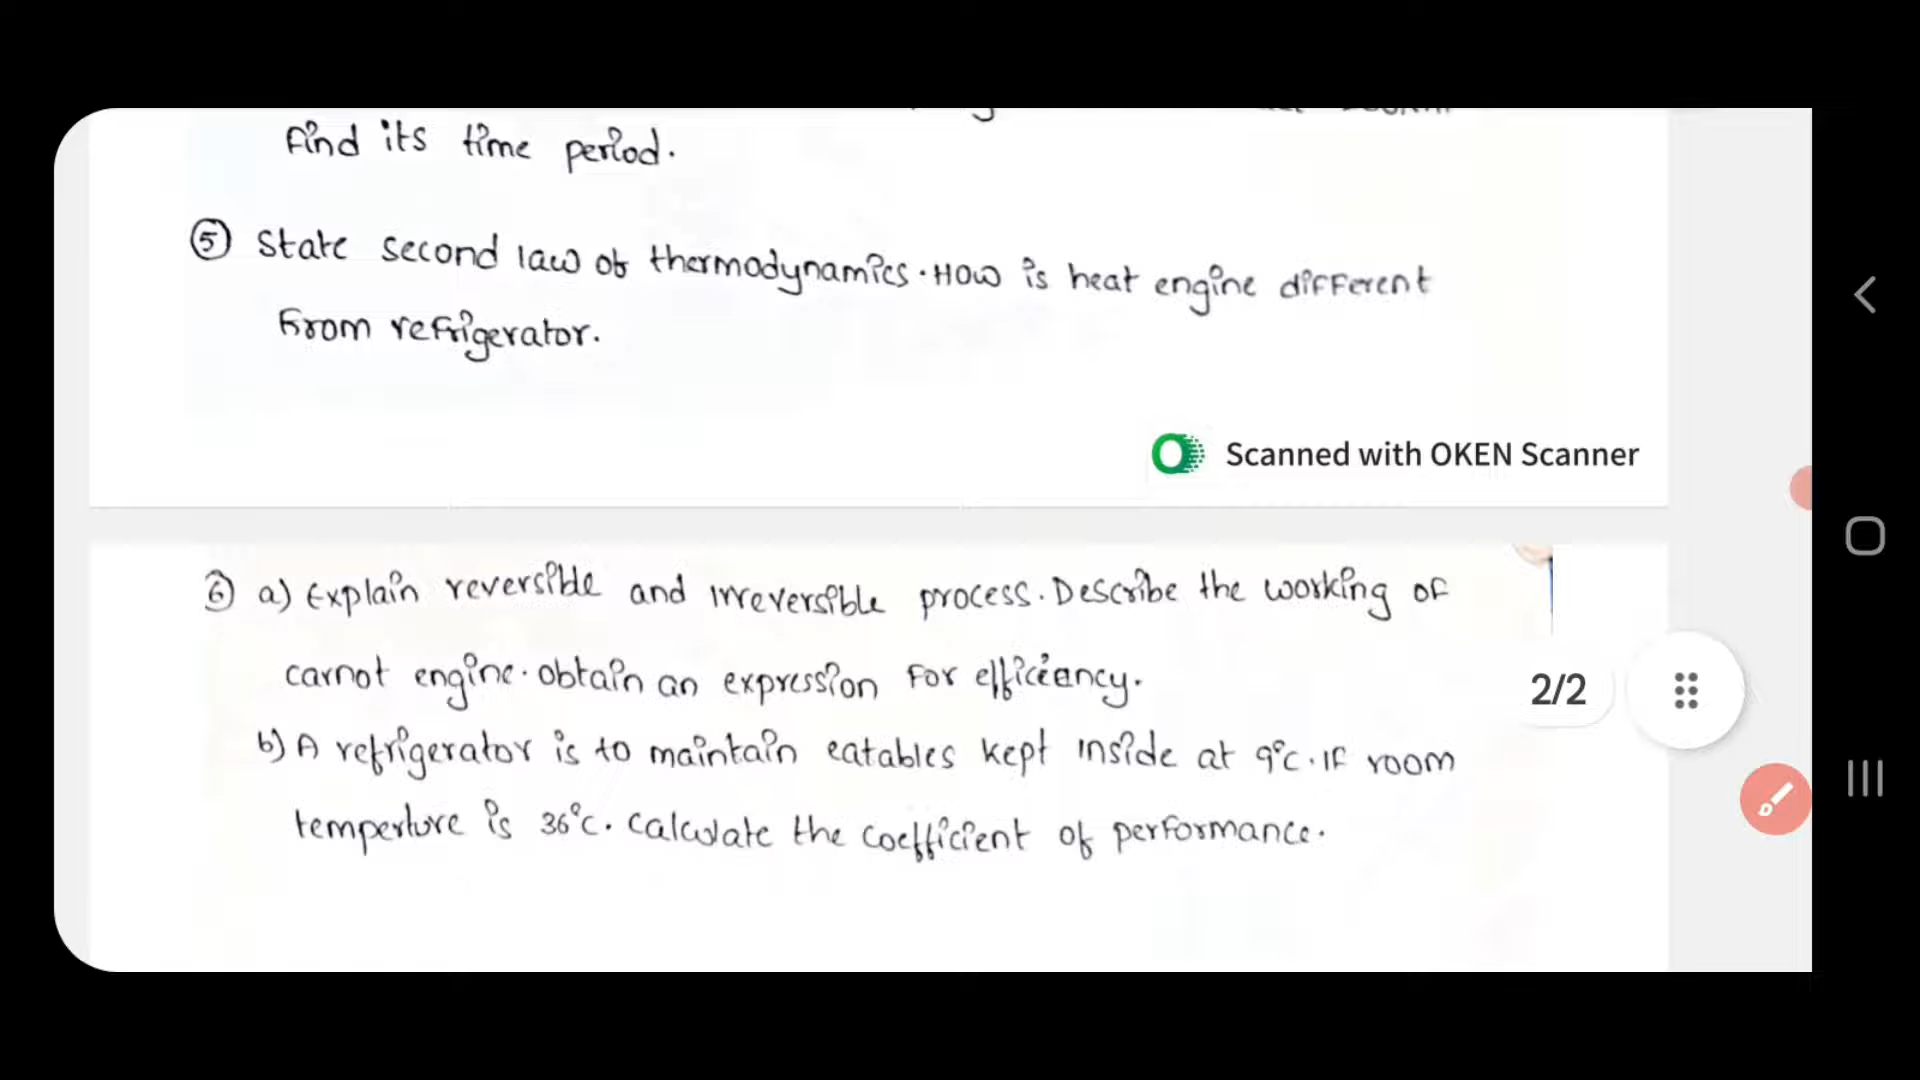 Find its time period.
⑤ State second law of thermodynamics. How is heat engine different
from refrigerator.
Scanned with OKEN Scanner
⑥ a) Explain reversible and irreversible process. Describe the working of
carnot engine. obtain an expression for efficiency.
2/2
b) A refrigerator is to maintain eatables kept inside at 9°c. If room
temperture is 36°c. calculate the coefficient of performance.